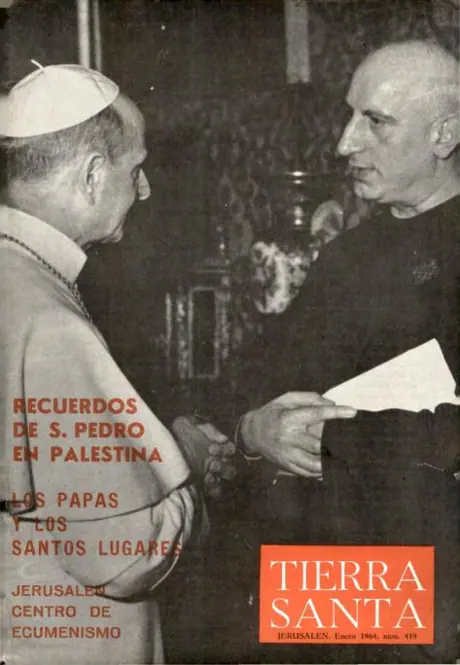 RECUERDOS
DE S. PEDRO
EN PALESTINA
LOS PAPAS
Y LOS
SANTOS LUGARES
JERUSALEN
CENTRO DE
ECUMENISMO
TIERRA
SANTA
JERUSALEN. Enero 1964, núm. 419